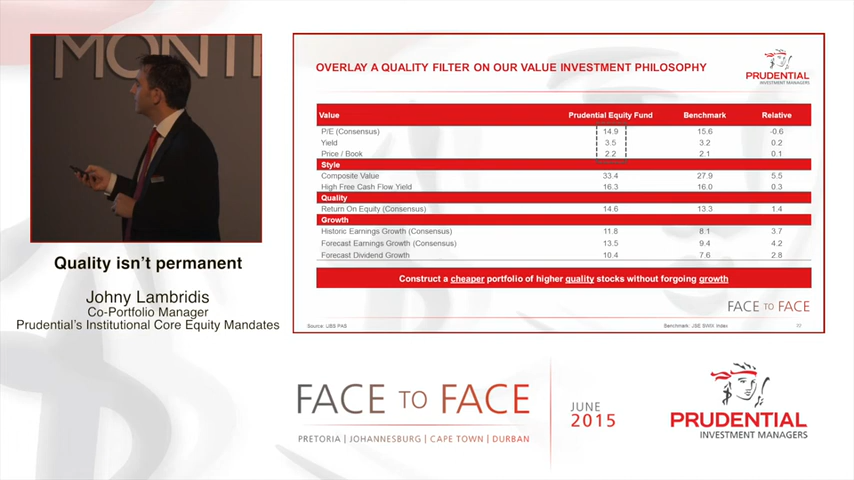 MONT
Quality isn't permanent
Johny Lambridis
Co-Portfolio Manager
Prudential's Institutional Core Equity Mandates
OVERLAY A QUALITY FILTER ON OUR VALUE INVESTMENT PHILOSOPHY
PRUDENTIAL
INVESTMENT MANAGERS
Value Prudential Equity Fund Benchmark Relative
P/E (Consensus) 14.9 15.6 -0.6
Yield 3.5 3.2 0.2
Price / Book 2.2 2.1 0.1
Style
Composite Value 33.4 27.9 5.5
High Free Cash Flow Yield 16.3 16.0 0.3
Quality
Return On Equity (Consensus) 14.6 13.3 1.4
Growth
Historic Earnings Growth (Consensus) 11.8 8.1 3.7
Forecast Earnings Growth (Consensus) 13.5 9.4 4.2
Forecast Dividend Growth 10.4 7.6 2.8
Construct a cheaper portfolio of higher quality stocks without forgoing growth
FACE TO FACE
Source: UBS PAS Benchmark: JSE SWIX Index
FACE TO FACE
PRETORIA | JOHANNESBURG | CAPE TOWN | DURBAN
JUNE
2015
PRUDENTIAL
INVESTMENT MANAGERS